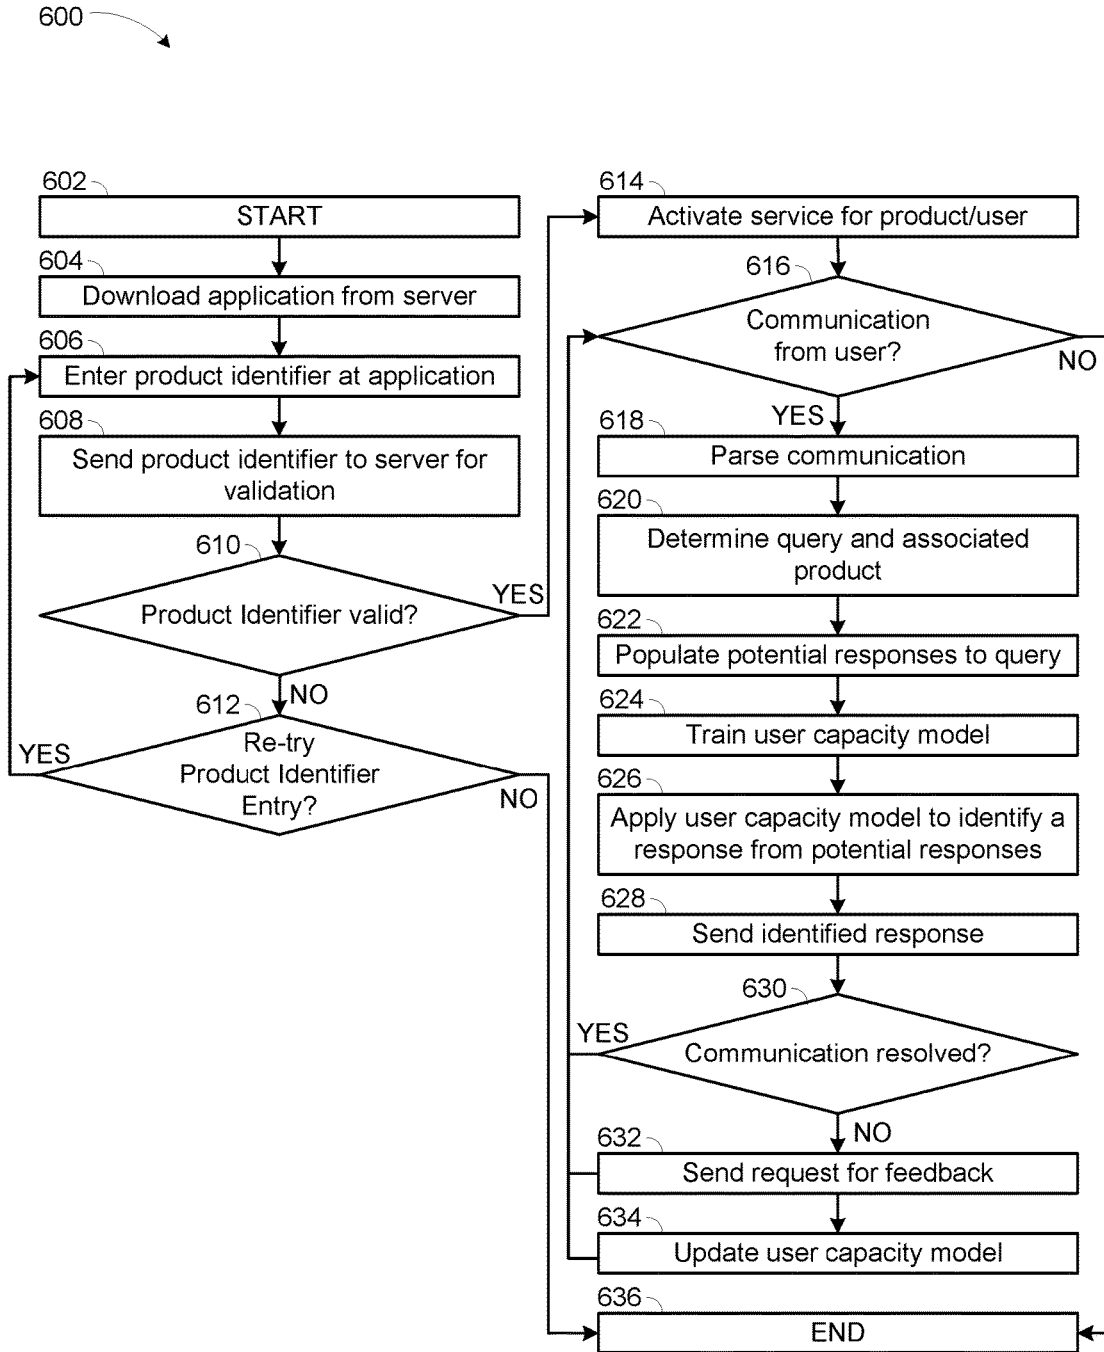 600
602
START
604
Download application from server
606
Enter product identifier at application
608
Send product identifier to server for
validation
610
Product Identifier valid?
YES
NO
612
Re-try
Product Identifier
Entry?
YES
NO
614
Activate service for product/user
616
Communication
from user?
NO
YES
618
Parse communication
620
Determine query and associated
product
622
Populate potential responses to query
624
Train user capacity model
626
Apply user capacity model to identify a
response from potential responses
628
Send identified response
630
YES
Communication resolved?
NO
632
Send request for feedback
634
Update user capacity model
636
END